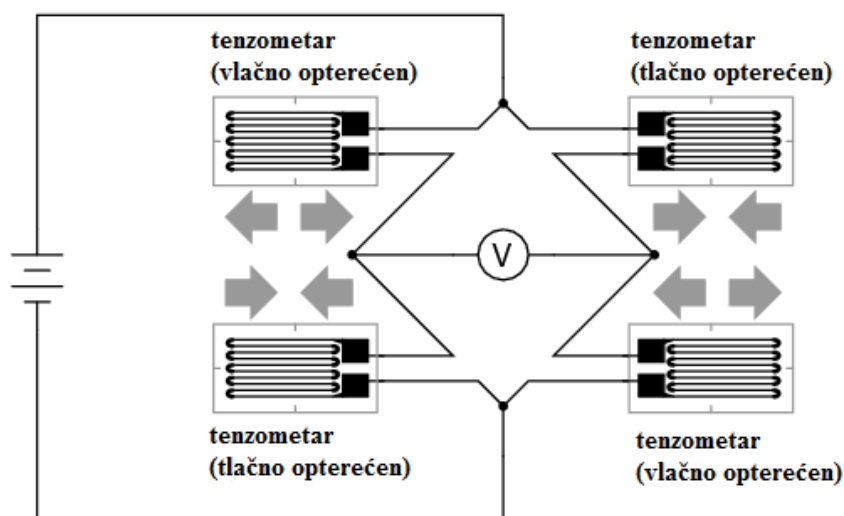 tenzometar
(vlačno opterećen)
tenzometar
(tlačno opterećen)
V
tenzometar
(tlačno opterećen)
tenzometar
(vlačno opterećen)